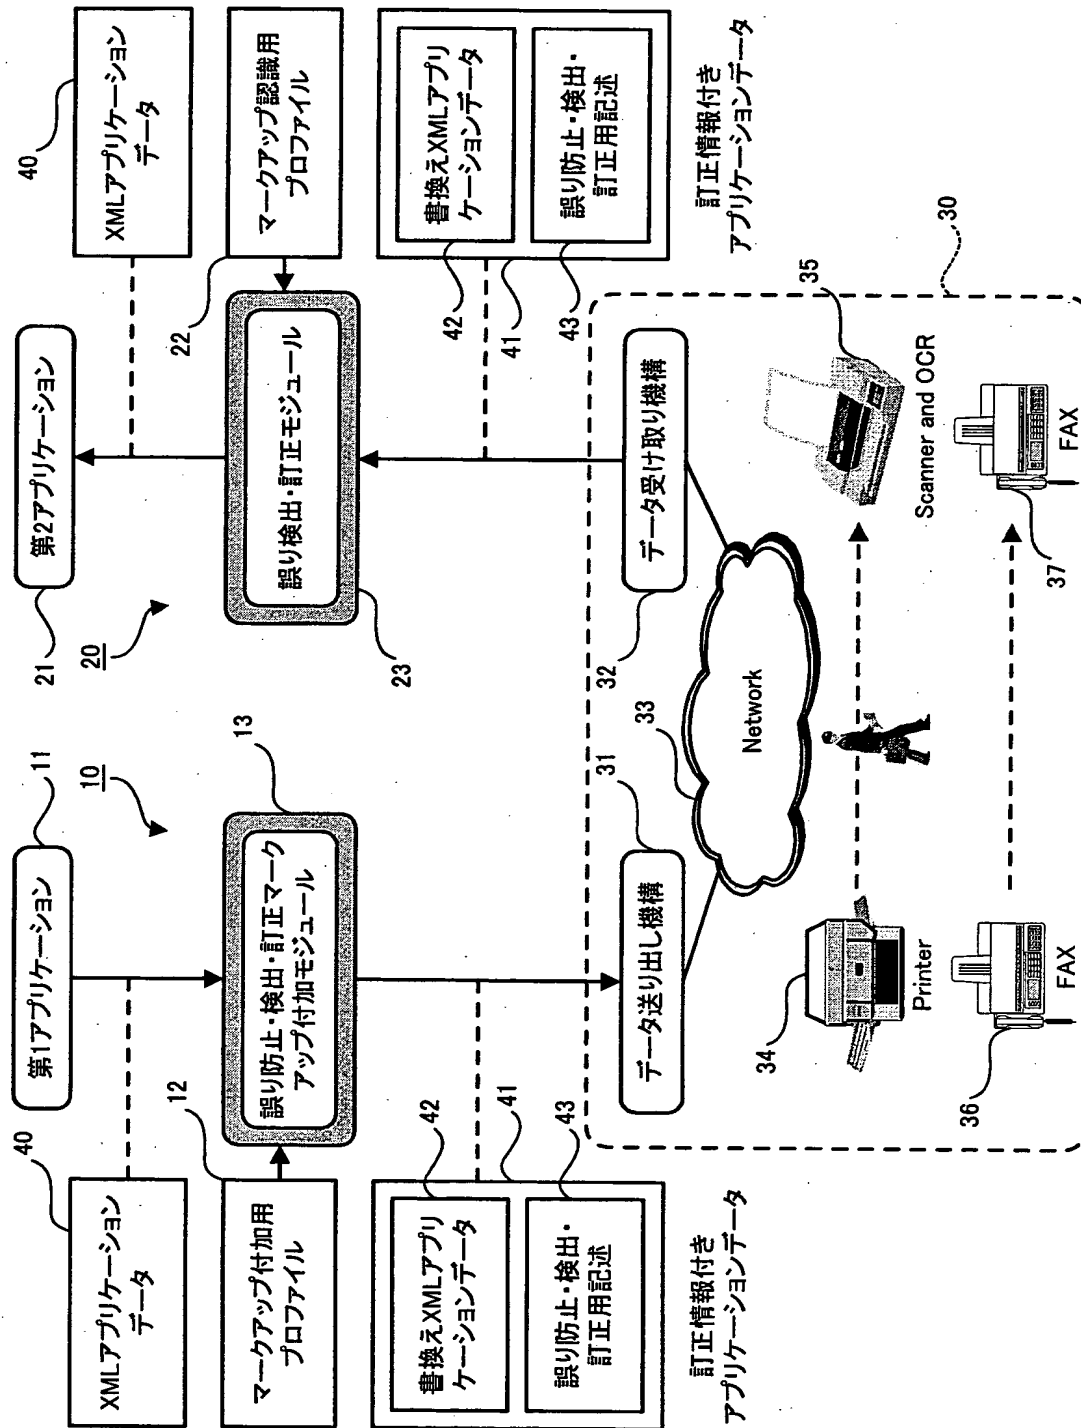 40
XMLアプリケーション
データ
第1アプリケーション
11
10
マークアップ付加用
プロファイル
12
誤り防止・検出・訂正マーク
アップ付加モジュール
13
42
書換えXMLアプリ
ケーションデータ
41
誤り防止・検出・
訂正用記述
43
訂正情報付き
アプリケーションデータ
40
XMLアプリケーション
データ
第2アプリケーション
21
20
マークアップ認識用
プロファイル
22
誤り検出・訂正モジュール
23
42
書換えXMLアプリ
ケーションデータ
41
誤り防止・検出・
訂正用記述
43
訂正情報付き
アプリケーションデータ
30
データ送り出し機構
31
データ受け取り機構
32
33
Network
34
Printer
35
Scanner and OCR
36
FAX
37
FAX